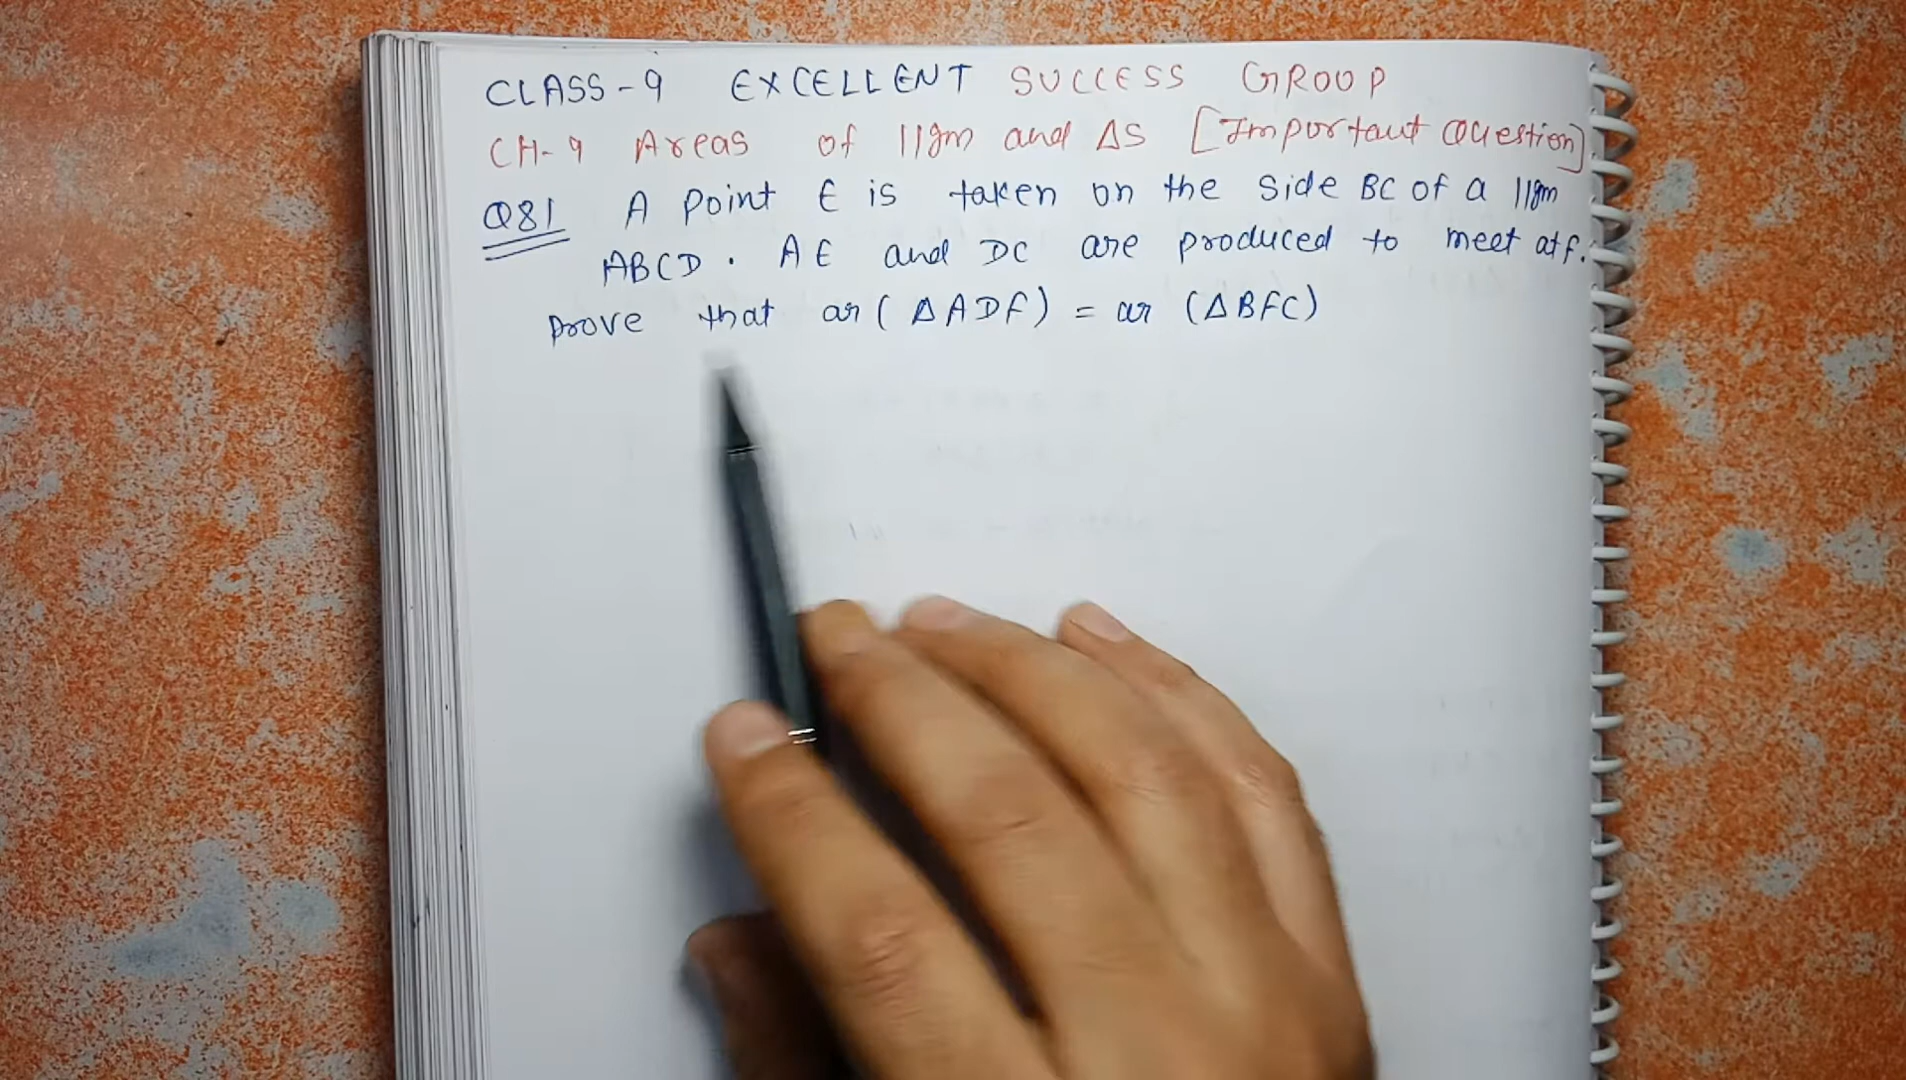 CLASS-9 EXCELLENT SUCCESS GROOP
CH-9 Areas of ||gm and ΔS [Important Question]
Q81 A Point E is taken on the side BC of a ||gm
ABCD. AE and DC are produced to meet at f.
Prove that ar (ΔADF) = ar (ΔBFC)